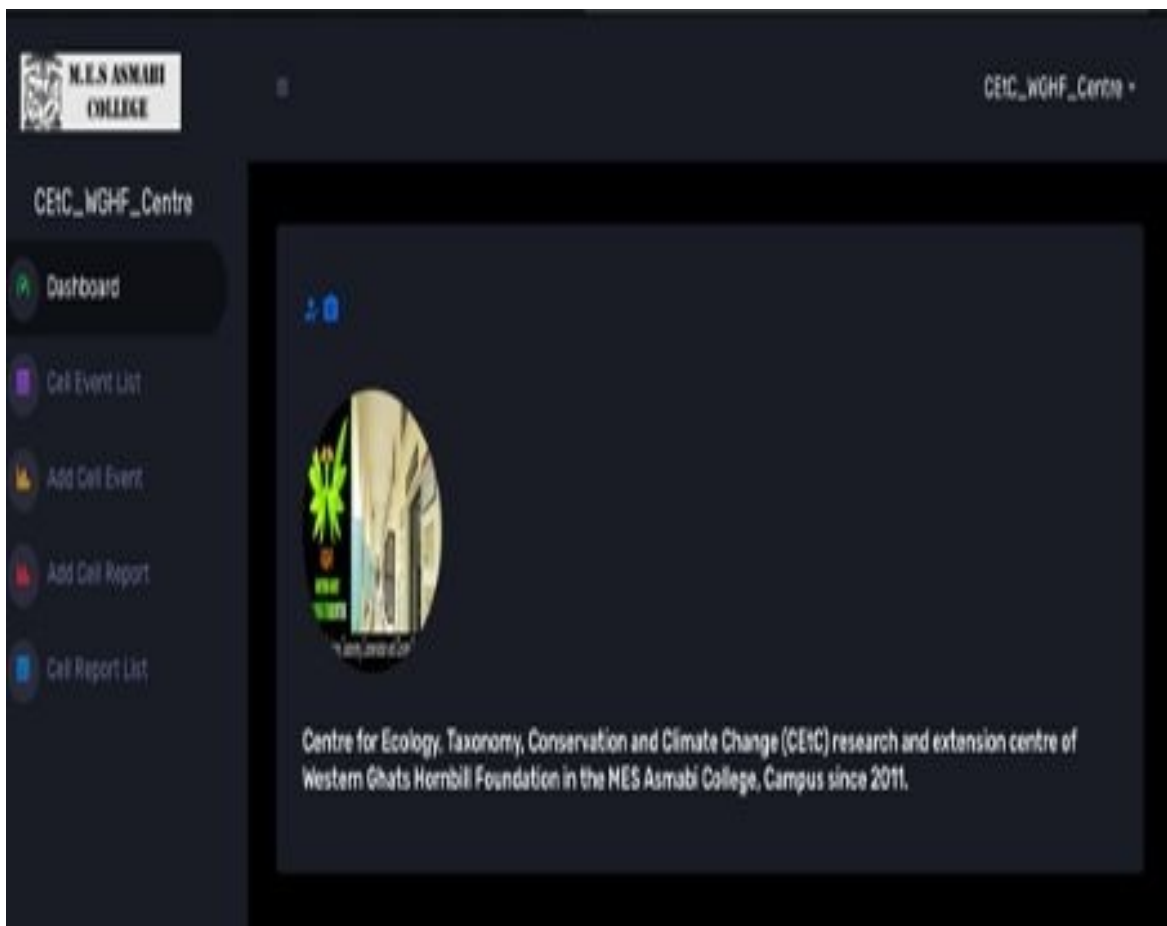 M.E.S ASMABI
COLLEGE
CEtC_WGHF_Centre
CEtC_WGHF_Centre
Dashboard
Cell Event List
Add Cell Event
Add Cell Report
Cell Report List
Centre for Ecology, Taxonomy, Conservation and Climate Change (CEtC) research and extension centre of
Western Ghats Hornbill Foundation in the MES Asmabi College, Campus since 2011.